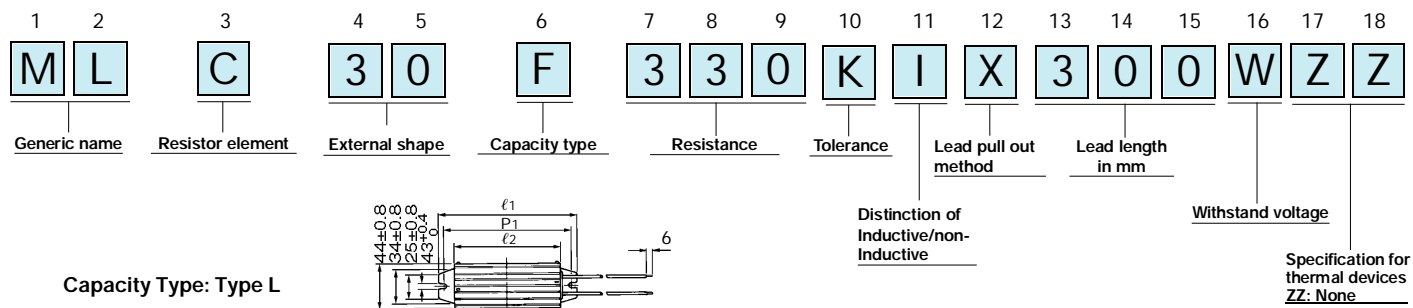 1 2 3 4 5 6 7 8 9 10 11 12 13 14 15 16 17 18
M L C 3 0 F 3 3 0 K I X 3 0 0 W Z Z
Generic name
Resistor element
External shape
Capacity type
Resistance
Tolerance
Lead pull out
method
Lead length
in mm
Distinction of
Inductive/non-
Inductive
Withstand voltage
Specification for
thermal devices
ZZ: None
Capacity Type: Type L
44±0.8
34±0.8
25±0.8
43+0.4
0
ℓ1
P1
ℓ2
6